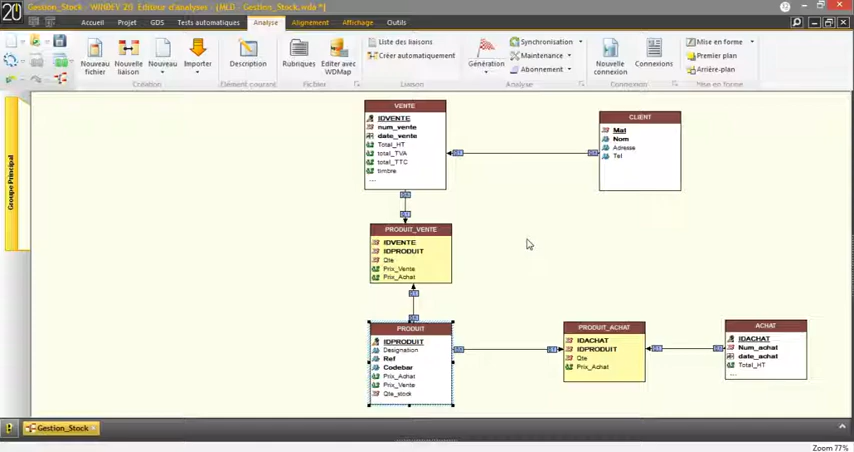 20
Gestion_Stock - WINDEV 20 Editeur d'analyses - (MLD - Gestion_Stock.wda *)
Accueil Projet GDS Tests automatiques Analyse Alignement Affichage Outils
Nouveau fichier
Nouvelle liaison
Nouveau
Importer
Création
Description
Elément courant
Rubriques
Editer avec WDMap
Fichier
Liste des liaisons
Créer automatiquement
Liaison
Génération
Synchronisation
Maintenance
Abonnement
Analyse
Nouvelle connexion
Connexions
Connexion
Mise en forme
Premier plan
Arrière-plan
Mise en forme
Groupe Principal
VENTE
IDVENTE
num_vente
date_vente
Total_HT
total_TVA
total_TTC
timbre
...
CLIENT
Mat
Nom
Adresse
Tel
PRODUIT_VENTE
IDVENTE
IDPRODUIT
Qte
Prix_Vente
Prix_Achat
PRODUIT
IDPRODUIT
Designation
Ref
Codebar
Prix_Achat
Prix_Vente
Qte_stock
PRODUIT_ACHAT
IDACHAT
IDPRODUIT
Qte
Prix_Achat
ACHAT
IDACHAT
Num_achat
date_achat
Total_HT
...
Gestion_Stock
Zoom 77%